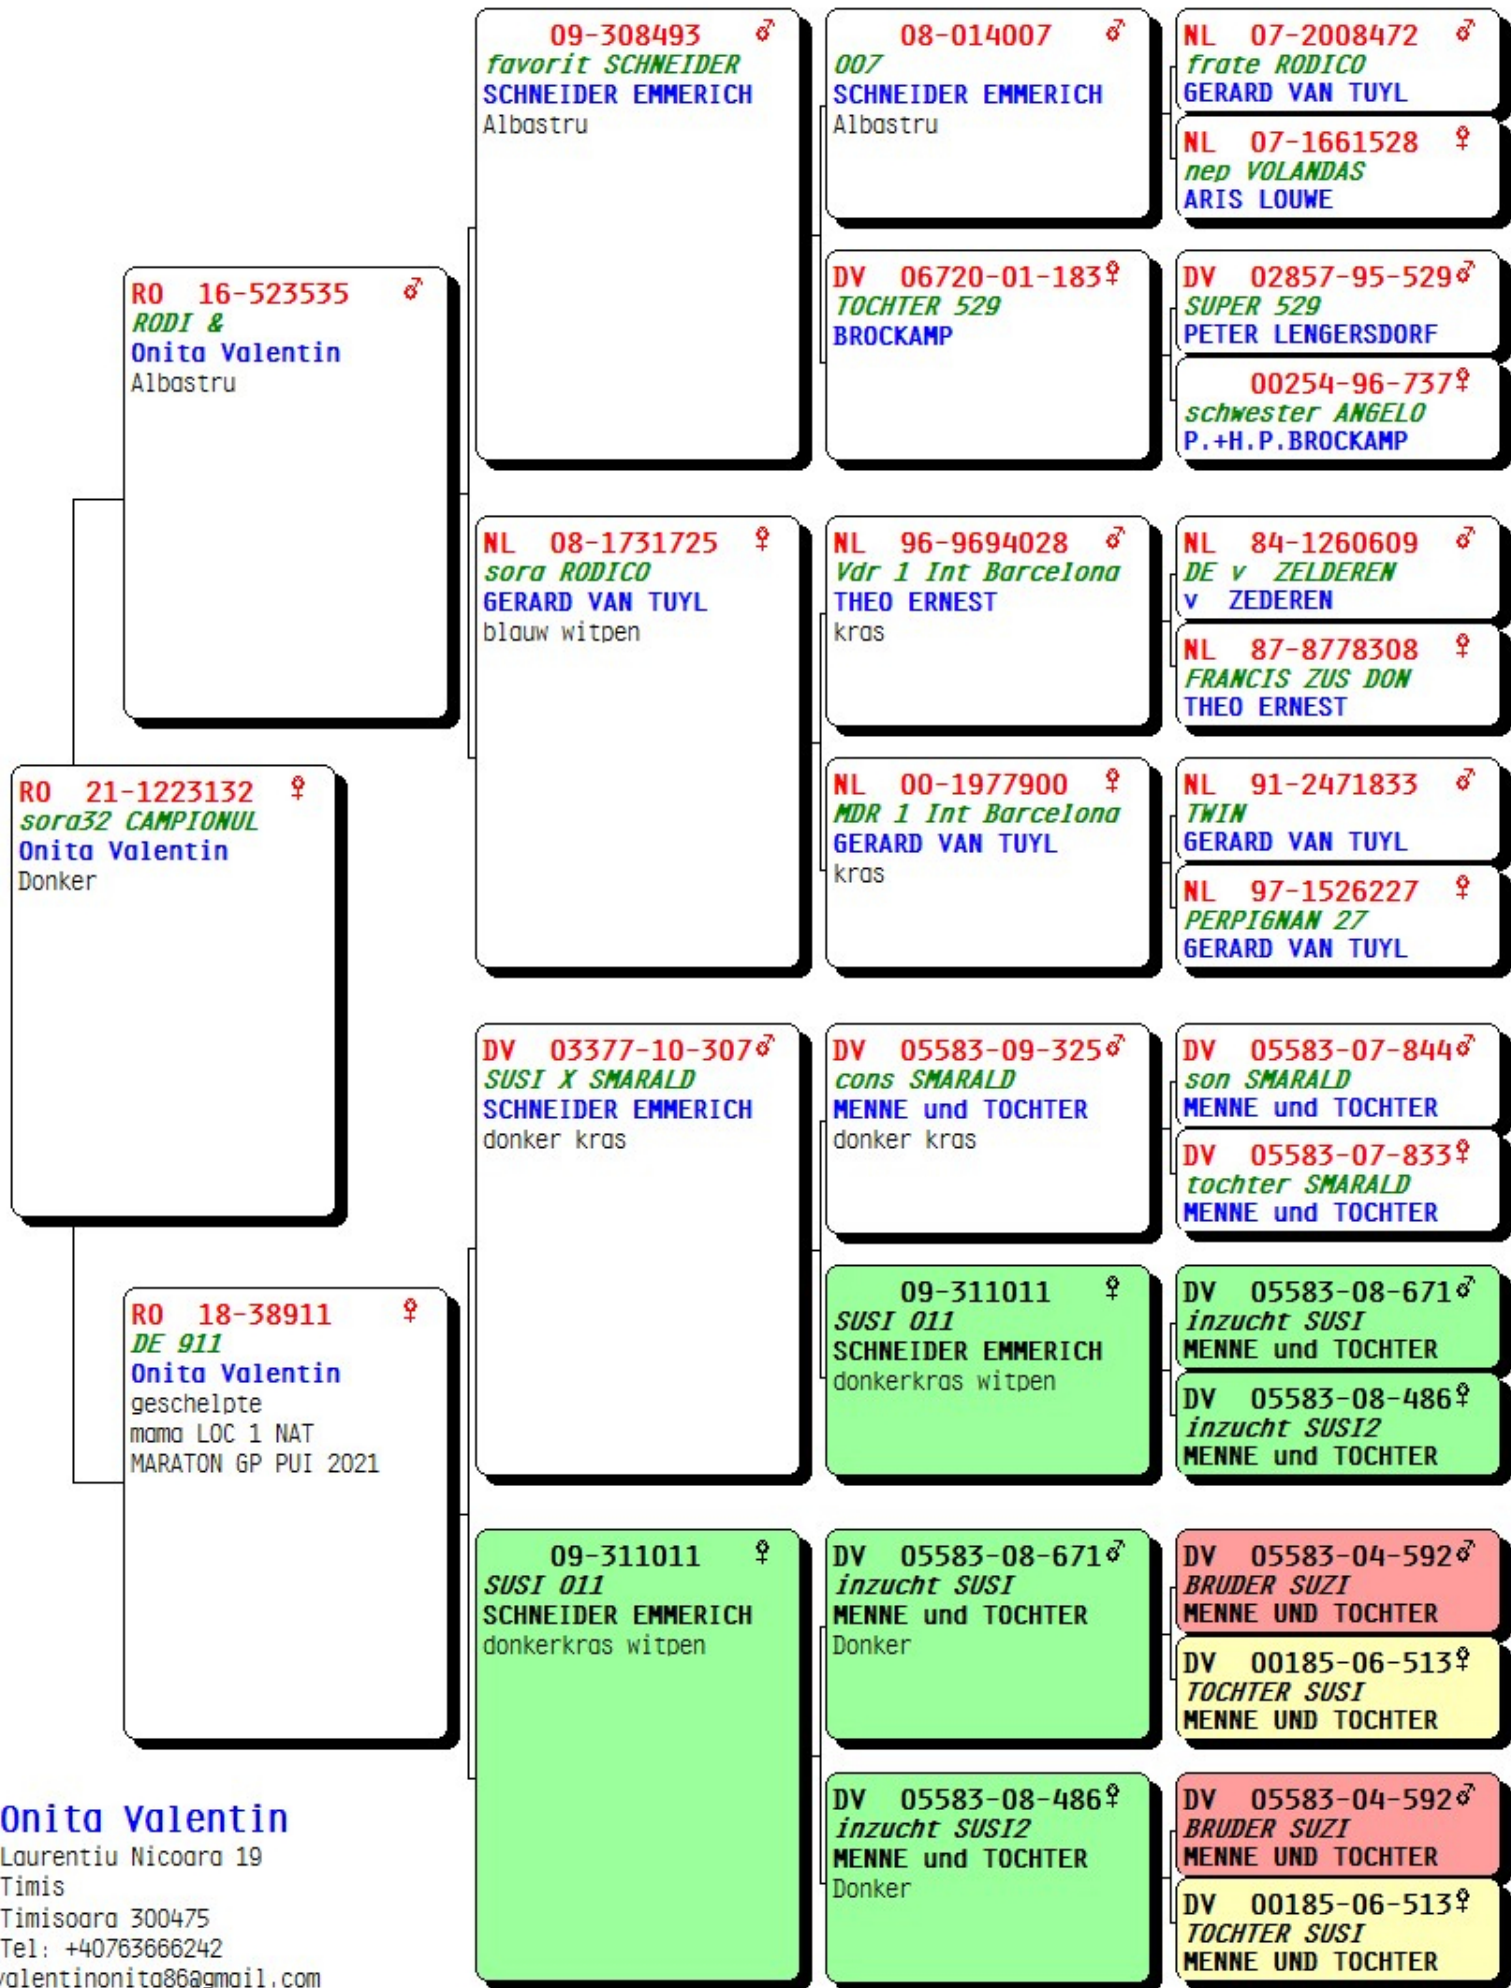 RO 21-1223132 ♀
sora32 CAMPIONUL
Onita Valentin
Donker
RO 16-523535 ♂
RODI &
Onita Valentin
Albastru
RO 18-38911 ♀
DE 911
Onita Valentin
geschelpte
mama LOC 1 NAT
MARATON GP PUI 2021
09-308493 ♂
favorit SCHNEIDER
SCHNEIDER EMMERICH
Albastru
NL 08-1731725 ♀
sora RODICO
GERARD VAN TUYL
blauw witpen
DV 03377-10-307♂
SUSI X SMARALD
SCHNEIDER EMMERICH
donker kras
09-311011 ♀
SUSI 011
SCHNEIDER EMMERICH
donkerkras witpen
08-014007 ♂
007
SCHNEIDER EMMERICH
Albastru
DV 06720-01-183♀
TOCHTER 529
BROCKAMP
NL 96-9694028 ♂
Vdr 1 Int Barcelona
THEO ERNEST
kras
NL 00-1977900 ♀
MDR 1 Int Barcelona
GERARD VAN TUYL
kras
DV 05583-09-325♂
cons SMARALD
MENNE und TOCHTER
donker kras
09-311011 ♀
SUSI 011
SCHNEIDER EMMERICH
donkerkras witpen
DV 05583-08-671♂
inzucht SUSI
MENNE und TOCHTER
Donker
DV 05583-08-486♀
inzucht SUSI2
MENNE und TOCHTER
Donker
NL 07-2008472 ♂
frate RODICO
GERARD VAN TUYL
NL 07-1661528 ♀
nep VOLANDAS
ARIS LOUWE
DV 02857-95-529♂
SUPER 529
PETER LENGERSDORF
00254-96-737♀
schwester ANGELO
P.+H.P.BROCKAMP
NL 84-1260609 ♂
DE v ZELDEREN
v ZEDEREN
NL 87-8778308 ♀
FRANCIS ZUS DON
THEO ERNEST
NL 91-2471833 ♂
TWIN
GERARD VAN TUYL
NL 97-1526227 ♀
PERPIGNAN 27
GERARD VAN TUYL
DV 05583-07-844♂
son SMARALD
MENNE und TOCHTER
DV 05583-07-833♀
tochter SMARALD
MENNE und TOCHTER
DV 05583-08-671♂
inzucht SUSI
MENNE und TOCHTER
DV 05583-08-486♀
inzucht SUSI2
MENNE und TOCHTER
DV 05583-04-592♂
BRUDER SUZI
MENNE UND TOCHTER
DV 00185-06-513♀
TOCHTER SUSI
MENNE UND TOCHTER
DV 05583-04-592♂
BRUDER SUZI
MENNE UND TOCHTER
DV 00185-06-513♀
TOCHTER SUSI
MENNE UND TOCHTER
Onita Valentin
Laurentiu Nicoara 19
Timis
Timisoara 300475
Tel: +40763666242
valentinonita86@gmail.com